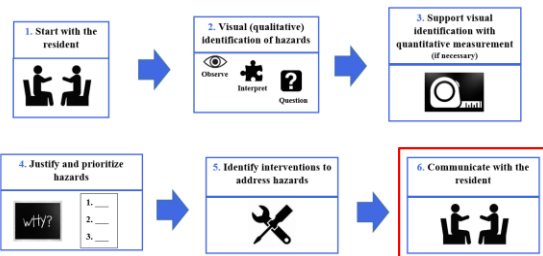 1. Start with the
resident
2. Visual (qualitative)
identification of hazards
Observe
Interpret
?
Question
3. Support visual
identification with
quantitative measurement
(if necessary)
4. Justify and prioritize
hazards
why?
1. ___
2. ___
3. ___
5. Identify interventions to
address hazards
6. Communicate with the
resident